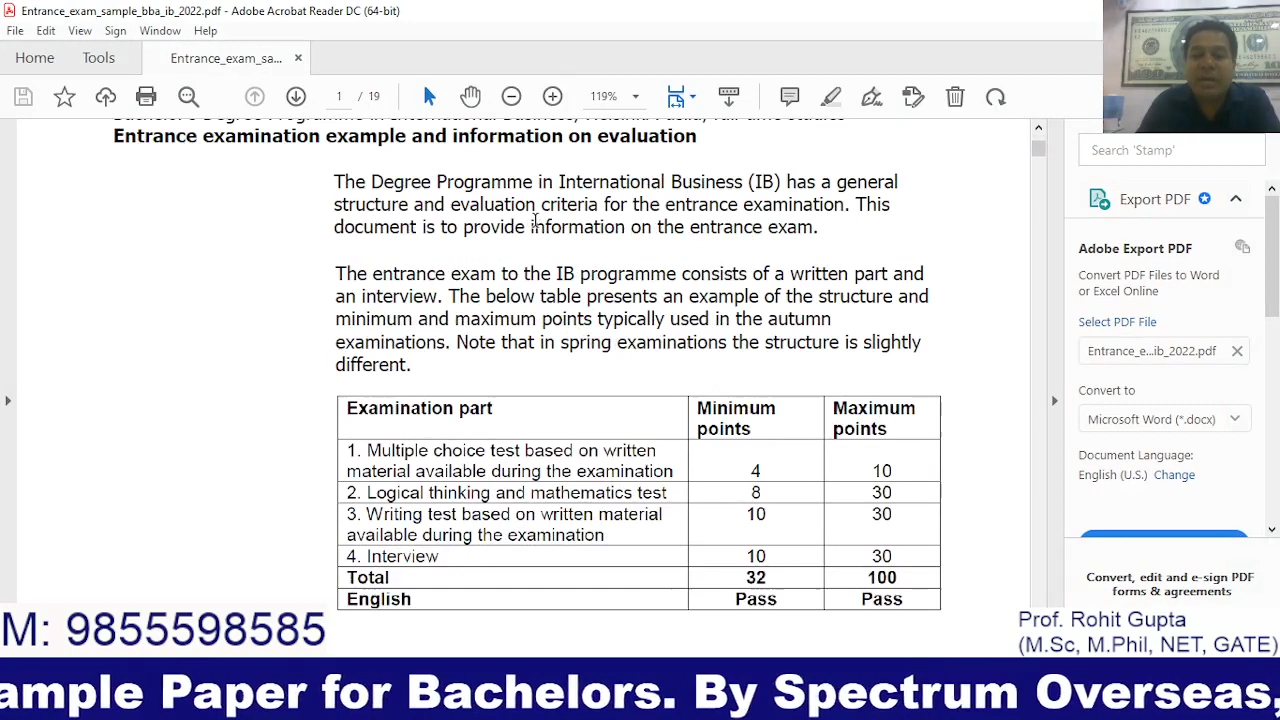 Entrance_exam_sample_bba_ib_2022.pdf - Adobe Acrobat Reader DC (64-bit)
File Edit View Sign Window Help
Home Tools Entrance_exam_sa... ×
1 / 19 119%
Entrance examination example and information on evaluation
The Degree Programme in International Business (IB) has a general
structure and evaluation criteria for the entrance examination. This
document is to provide information on the entrance exam.
The entrance exam to the IB programme consists of a written part and
an interview. The below table presents an example of the structure and
minimum and maximum points typically used in the autumn
examinations. Note that in spring examinations the structure is slightly
different.
Examination part Minimum points Maximum points
1. Multiple choice test based on written
material available during the examination 4 10
2. Logical thinking and mathematics test 8 30
3. Writing test based on written material 10 30
available during the examination
4. Interview 10 30
Total 32 100
English Pass Pass
Search 'Stamp'
Export PDF
Adobe Export PDF
Convert PDF Files to Word
or Excel Online
Select PDF File
Entrance_e...ib_2022.pdf
Convert to
Microsoft Word (*.docx)
Document Language:
English (U.S.) Change
Convert, edit and e-sign PDF
forms & agreements
M: 9855598585
Prof. Rohit Gupta
(M.Sc, M.Phil, NET, GATE)
ample Paper for Bachelors. By Spectrum Overseas,